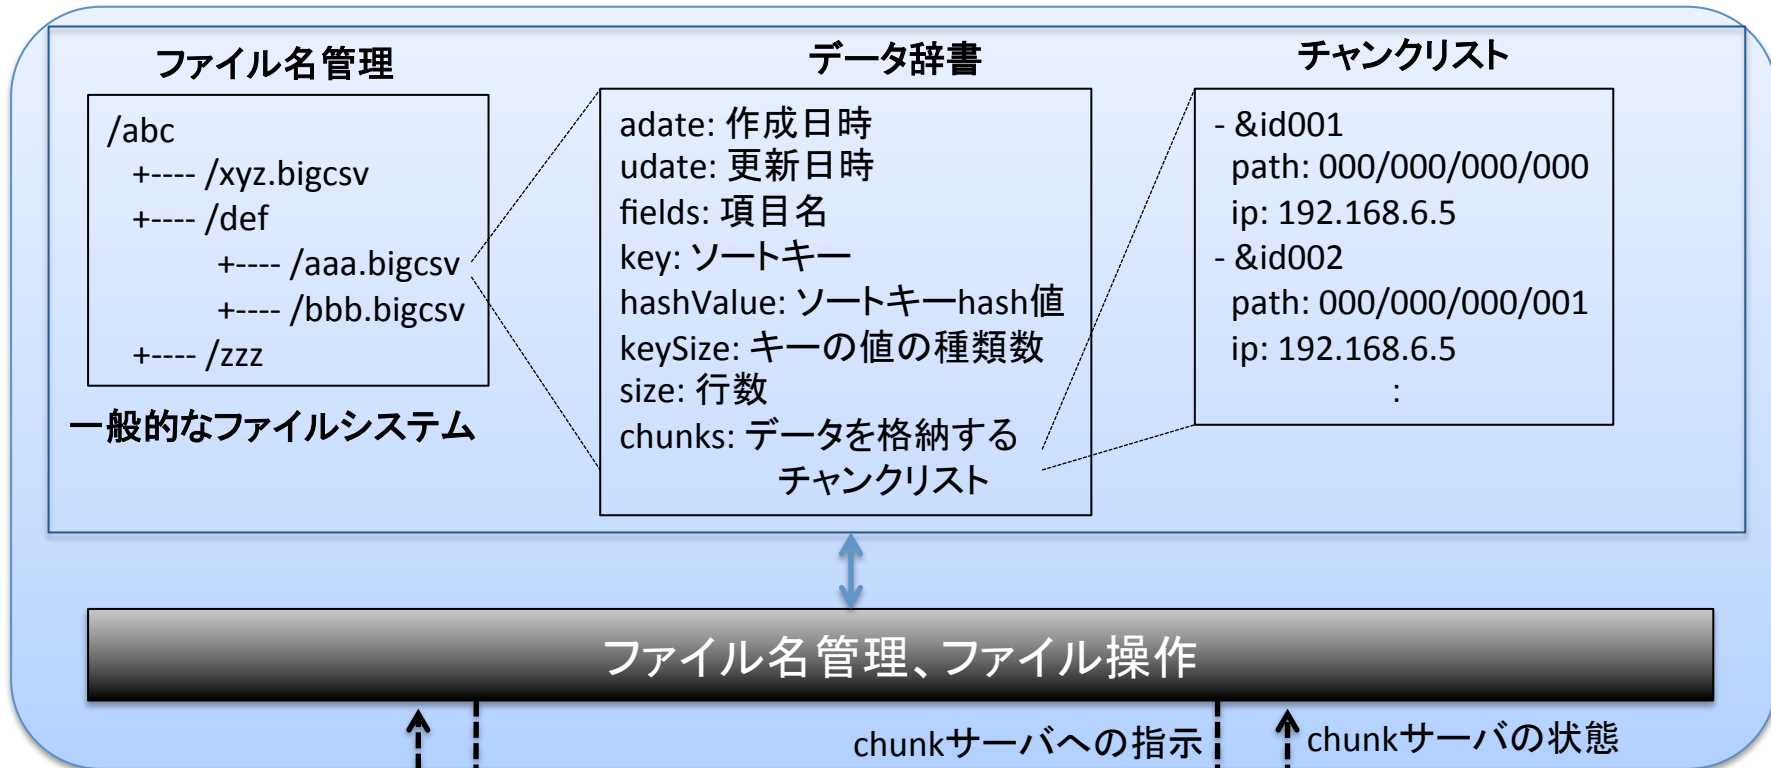 ファイル名管理
/abc
+---- /xyz.bigcsv
+---- /def
+---- /aaa.bigcsv
+---- /bbb.bigcsv
+---- /zzz
一般的なファイルシステム
データ辞書
adate: 作成日時
udate: 更新日時
fields: 項目名
key: ソートキー
hashValue: ソートキーhash値
keySize: キーの値の種類数
size: 行数
chunks: データを格納する
チャンクリスト
チャンクリスト
- &id001
path: 000/000/000/000
ip: 192.168.6.5
- &id002
path: 000/000/000/001
ip: 192.168.6.5
:
ファイル名管理、ファイル操作
chunkサーバへの指示
chunkサーバの状態